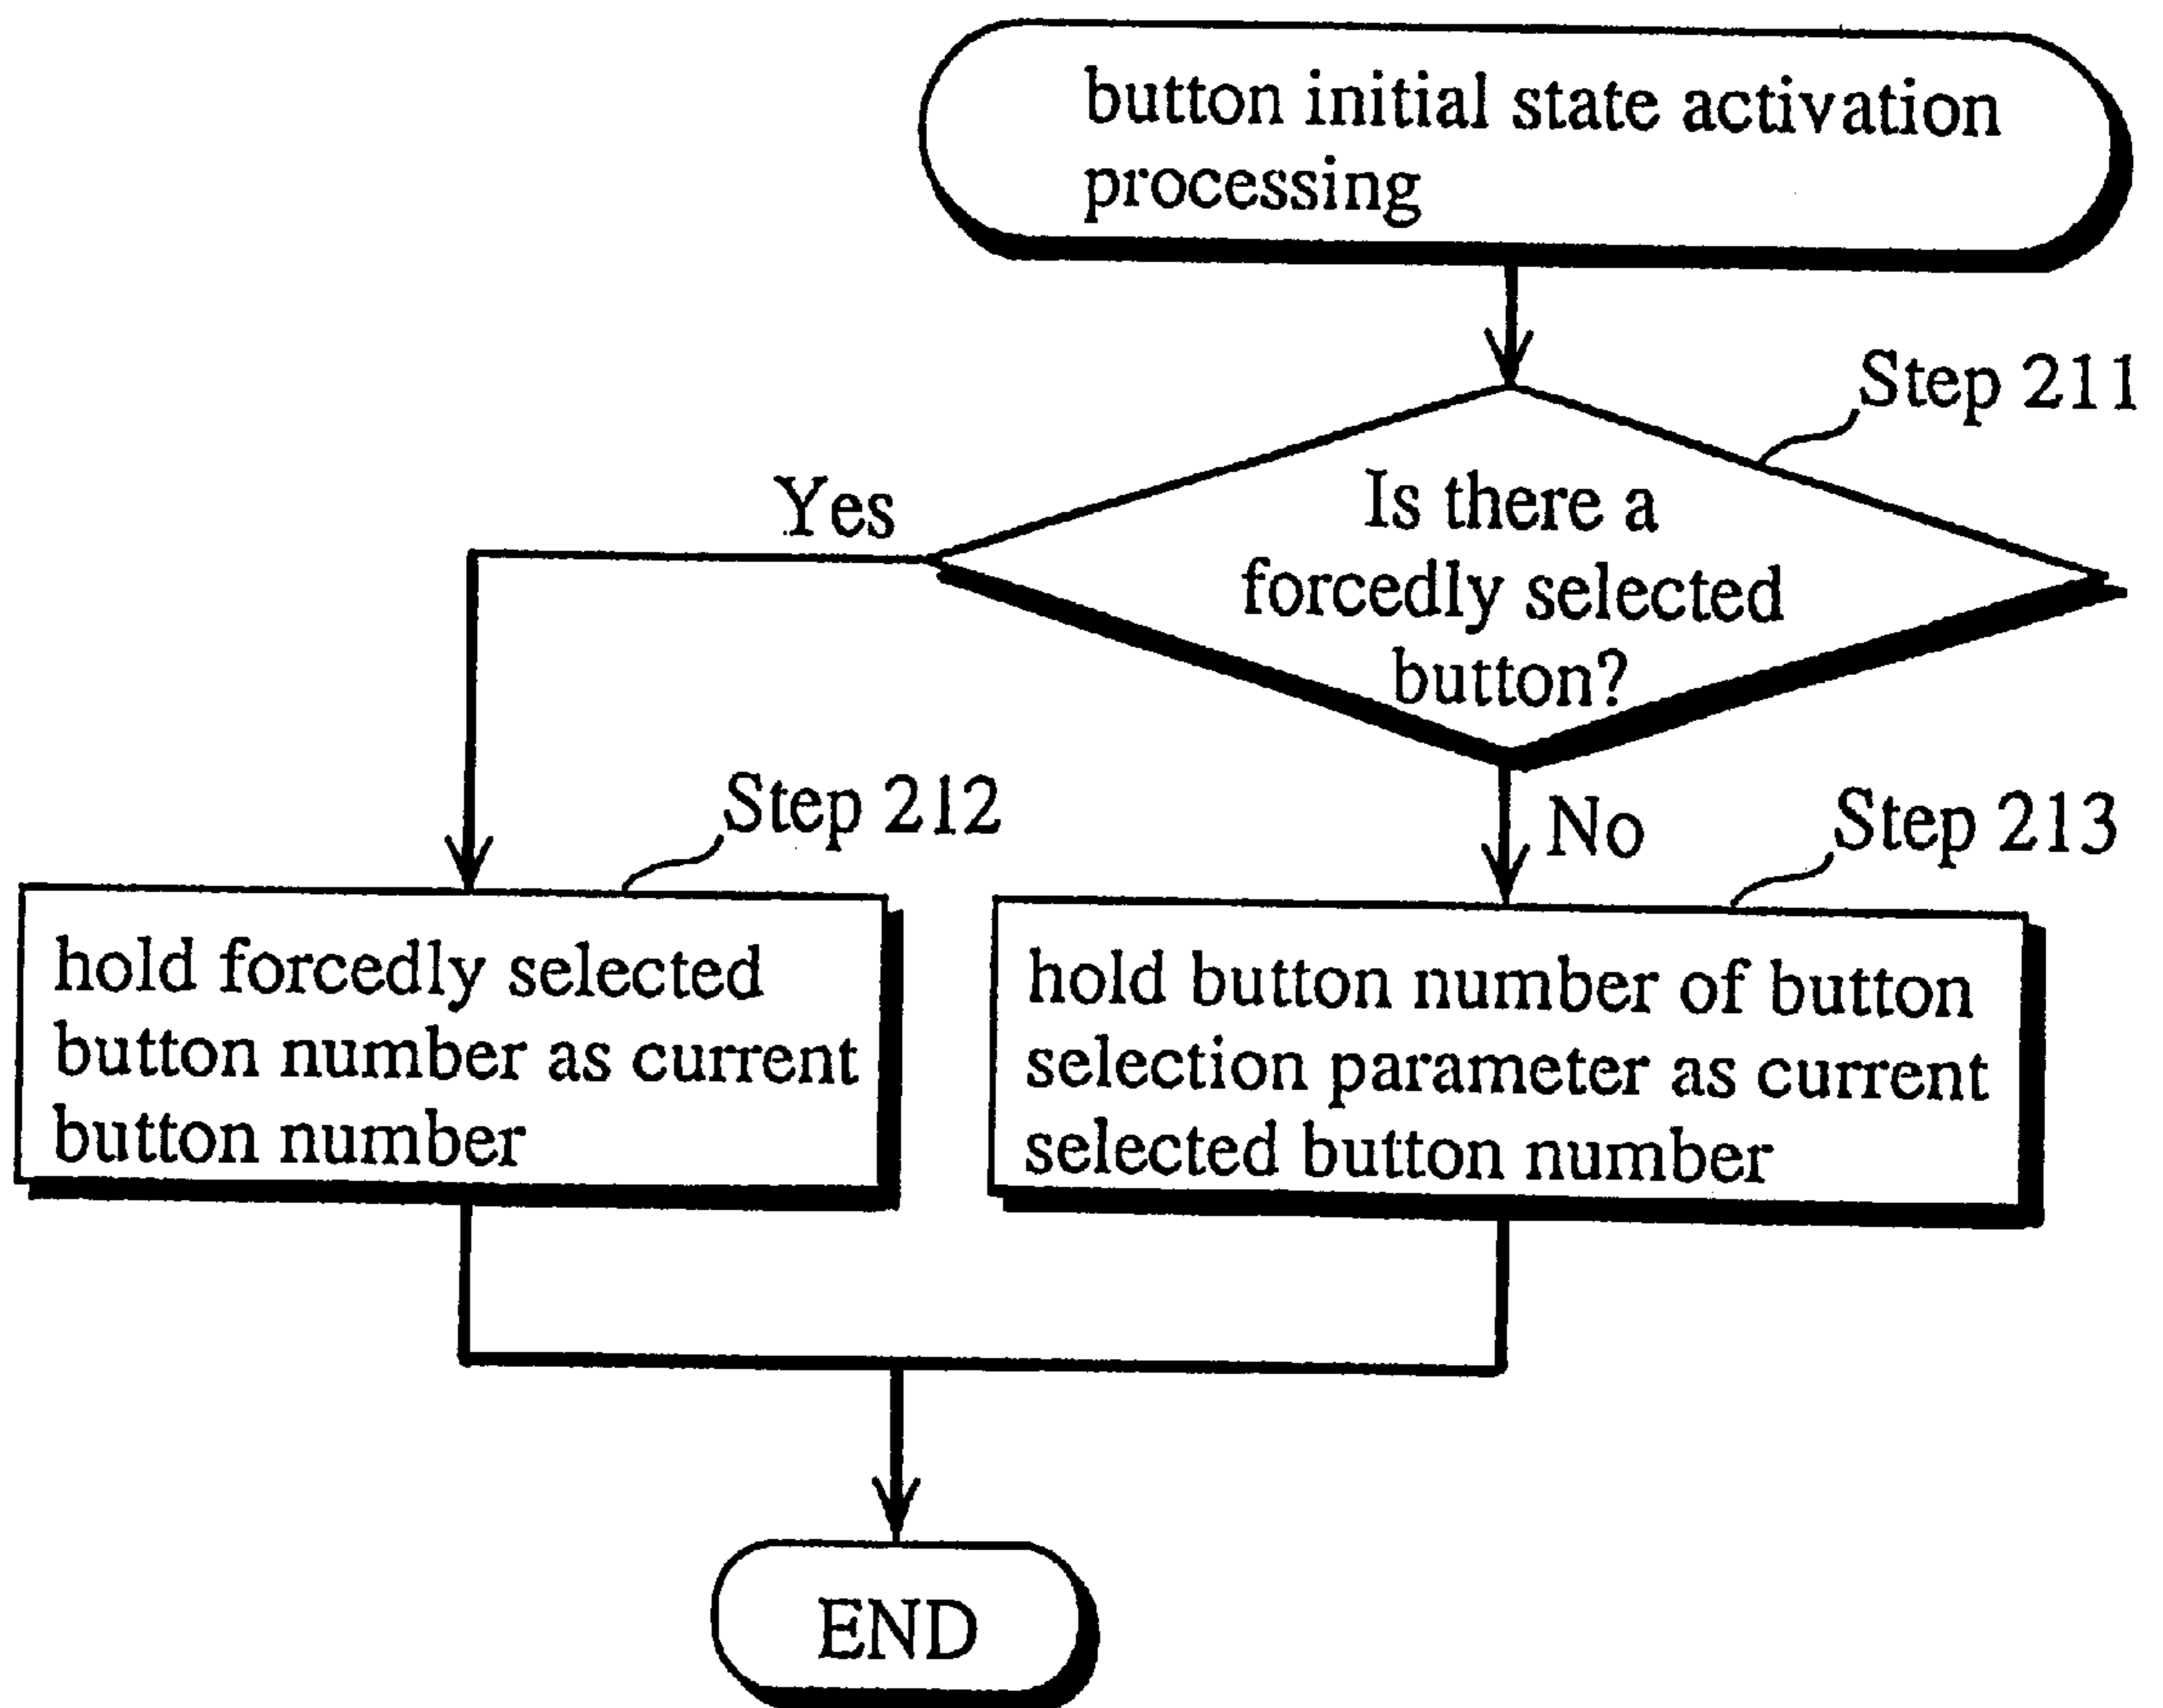 button initial state activation
processing
Step 211
Is there a
forcedly selected
button?
Yes
No
Step 212
hold forcedly selected
button number as current
button number
Step 213
hold button number of button
selection parameter as current
selected button number
END